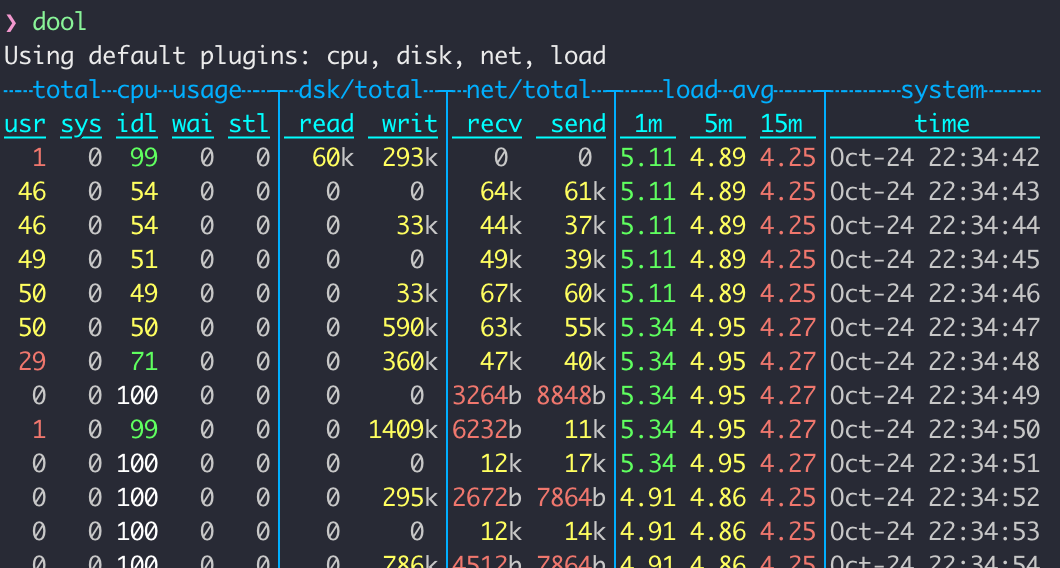 ❯ dool
Using default plugins: cpu, disk, net, load
----total-cpu-usage---- -dsk/total- -net/total- ---load-avg--- -----system----
usr sys idl wai stl| read  writ| recv  send| 1m   5m  15m |     time
1   0  99   0   0| 60k  293k|   0     0 |5.11 4.89 4.25|Oct-24 22:34:42
46   0  54   0   0|   0     0 |  64k   61k|5.11 4.89 4.25|Oct-24 22:34:43
46   0  54   0   0|   0    33k|  44k   37k|5.11 4.89 4.25|Oct-24 22:34:44
49   0  51   0   0|   0     0 |  49k   39k|5.11 4.89 4.25|Oct-24 22:34:45
50   0  49   0   0|   0    33k|  67k   60k|5.11 4.89 4.25|Oct-24 22:34:46
50   0  50   0   0|   0   590k|  63k   55k|5.34 4.95 4.27|Oct-24 22:34:47
29   0  71   0   0|   0   360k|  47k   40k|5.34 4.95 4.27|Oct-24 22:34:48
0   0 100   0   0|   0     0 |3264b 8848b|5.34 4.95 4.27|Oct-24 22:34:49
1   0  99   0   0|   0  1409k|6232b   11k|5.34 4.95 4.27|Oct-24 22:34:50
0   0 100   0   0|   0     0 |  12k   17k|5.34 4.95 4.27|Oct-24 22:34:51
0   0 100   0   0|   0   295k|2672b 7864b|4.91 4.86 4.25|Oct-24 22:34:52
0   0 100   0   0|   0     0 |  12k   14k|4.91 4.86 4.25|Oct-24 22:34:53
0   0 100   0   0|   0   786k|4512b 7864b|4.91 4.86 4.25|Oct-24 22:34:54